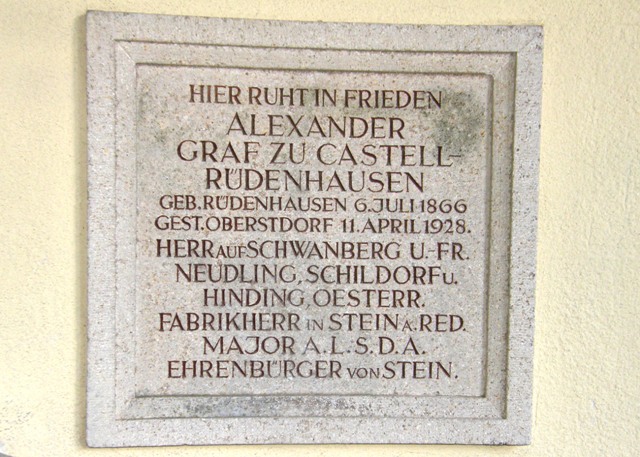 HIER RUHT IN FRIEDEN
ALEXANDER
GRAF ZU CASTELL-
RÜDENHAUSEN
GEB. RÜDENHAUSEN 6. JULI 1866
GEST. OBERSTDORF 11. APRIL 1928.
HERR AUF SCHWANBERG U.-FR.
NEUDLING, SCHILDORF U.
HINDING, OESTERR.
FABRIKHERR IN STEIN A. RED.
MAJOR A.L.S.D.A.
EHRENBÜRGER VON STEIN.